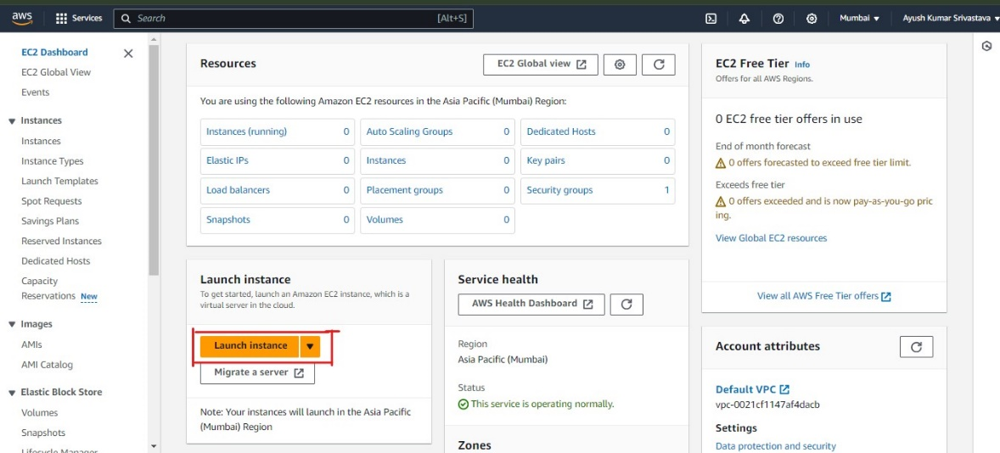 aws
Services
Search
[Alt+S]
Mumbai
Ayush Kumar Srivastava
EC2 Dashboard
EC2 Global View
Events
Instances
Instances
Instance Types
Launch Templates
Spot Requests
Savings Plans
Reserved Instances
Dedicated Hosts
Capacity
Reservations New
Images
AMIs
AMI Catalog
Elastic Block Store
Volumes
Snapshots
Lifecycle Manager
Resources
EC2 Global view
You are using the following Amazon EC2 resources in the Asia Pacific (Mumbai) Region:
Instances (running) 0
Auto Scaling Groups 0
Dedicated Hosts 0
Elastic IPs 0
Instances 0
Key pairs 0
Load balancers 0
Placement groups 0
Security groups 1
Snapshots 0
Volumes 0
Launch instance
To get started, launch an Amazon EC2 instance, which is a
virtual server in the cloud.
Launch instance
Migrate a server
Note: Your instances will launch in the Asia Pacific
(Mumbai) Region
Service health
AWS Health Dashboard
Region
Asia Pacific (Mumbai)
Status
This service is operating normally.
Zones
EC2 Free Tier Info
Offers for all AWS Regions.
0 EC2 free tier offers in use
End of month forecast
0 offers forecasted to exceed free tier limit.
Exceeds free tier
0 offers exceeded and is now pay-as-you-go pric
ing.
View Global EC2 resources
View all AWS Free Tier offers
Account attributes
Default VPC
vpc-0021cf1147af4dacb
Settings
Data protection and security